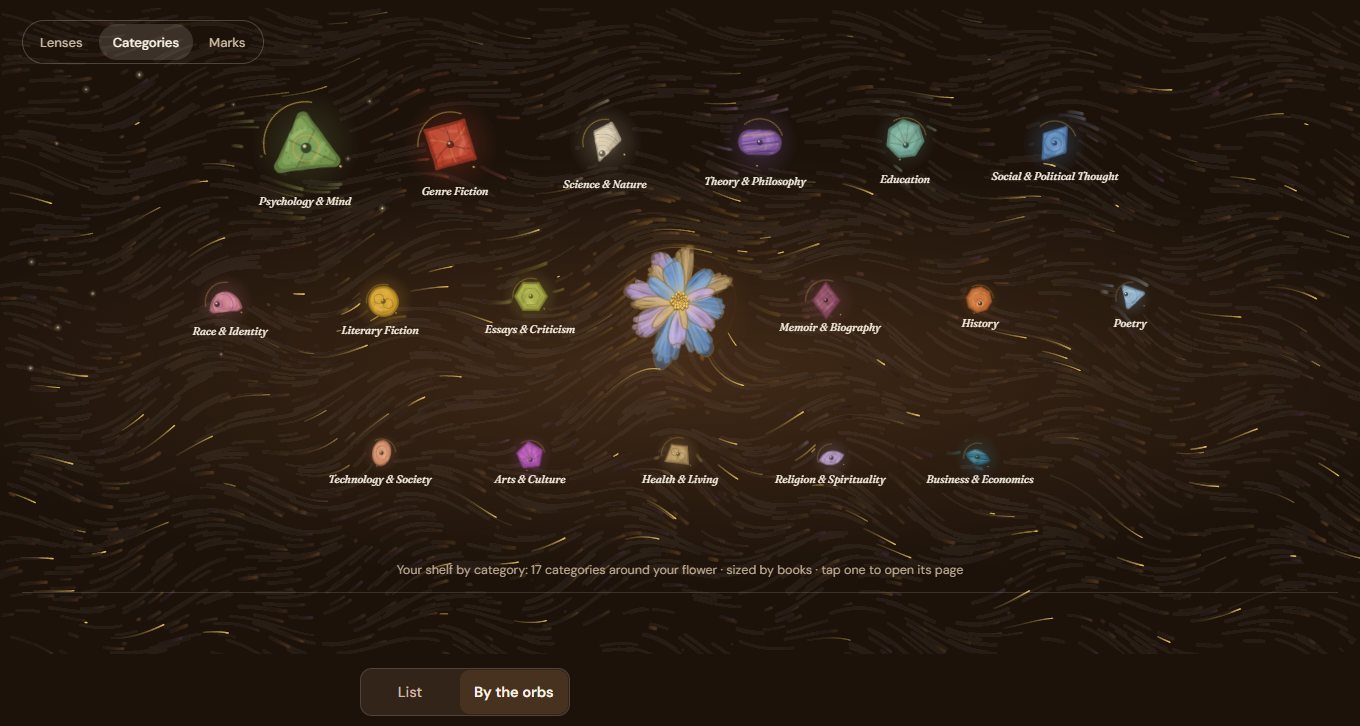 Lenses Categories Marks
Psychology & Mind
Genre Fiction
Science & Nature
Theory & Philosophy
Education
Social & Political Thought
Race & Identity
Literary Fiction
Essays & Criticism
Memoir & Biography
History
Poetry
Technology & Society
Arts & Culture
Health & Living
Religion & Spirituality
Business & Economics
Your shelf by category: 17 categories around your flower · sized by books · tap one to open its page
List By the orbs